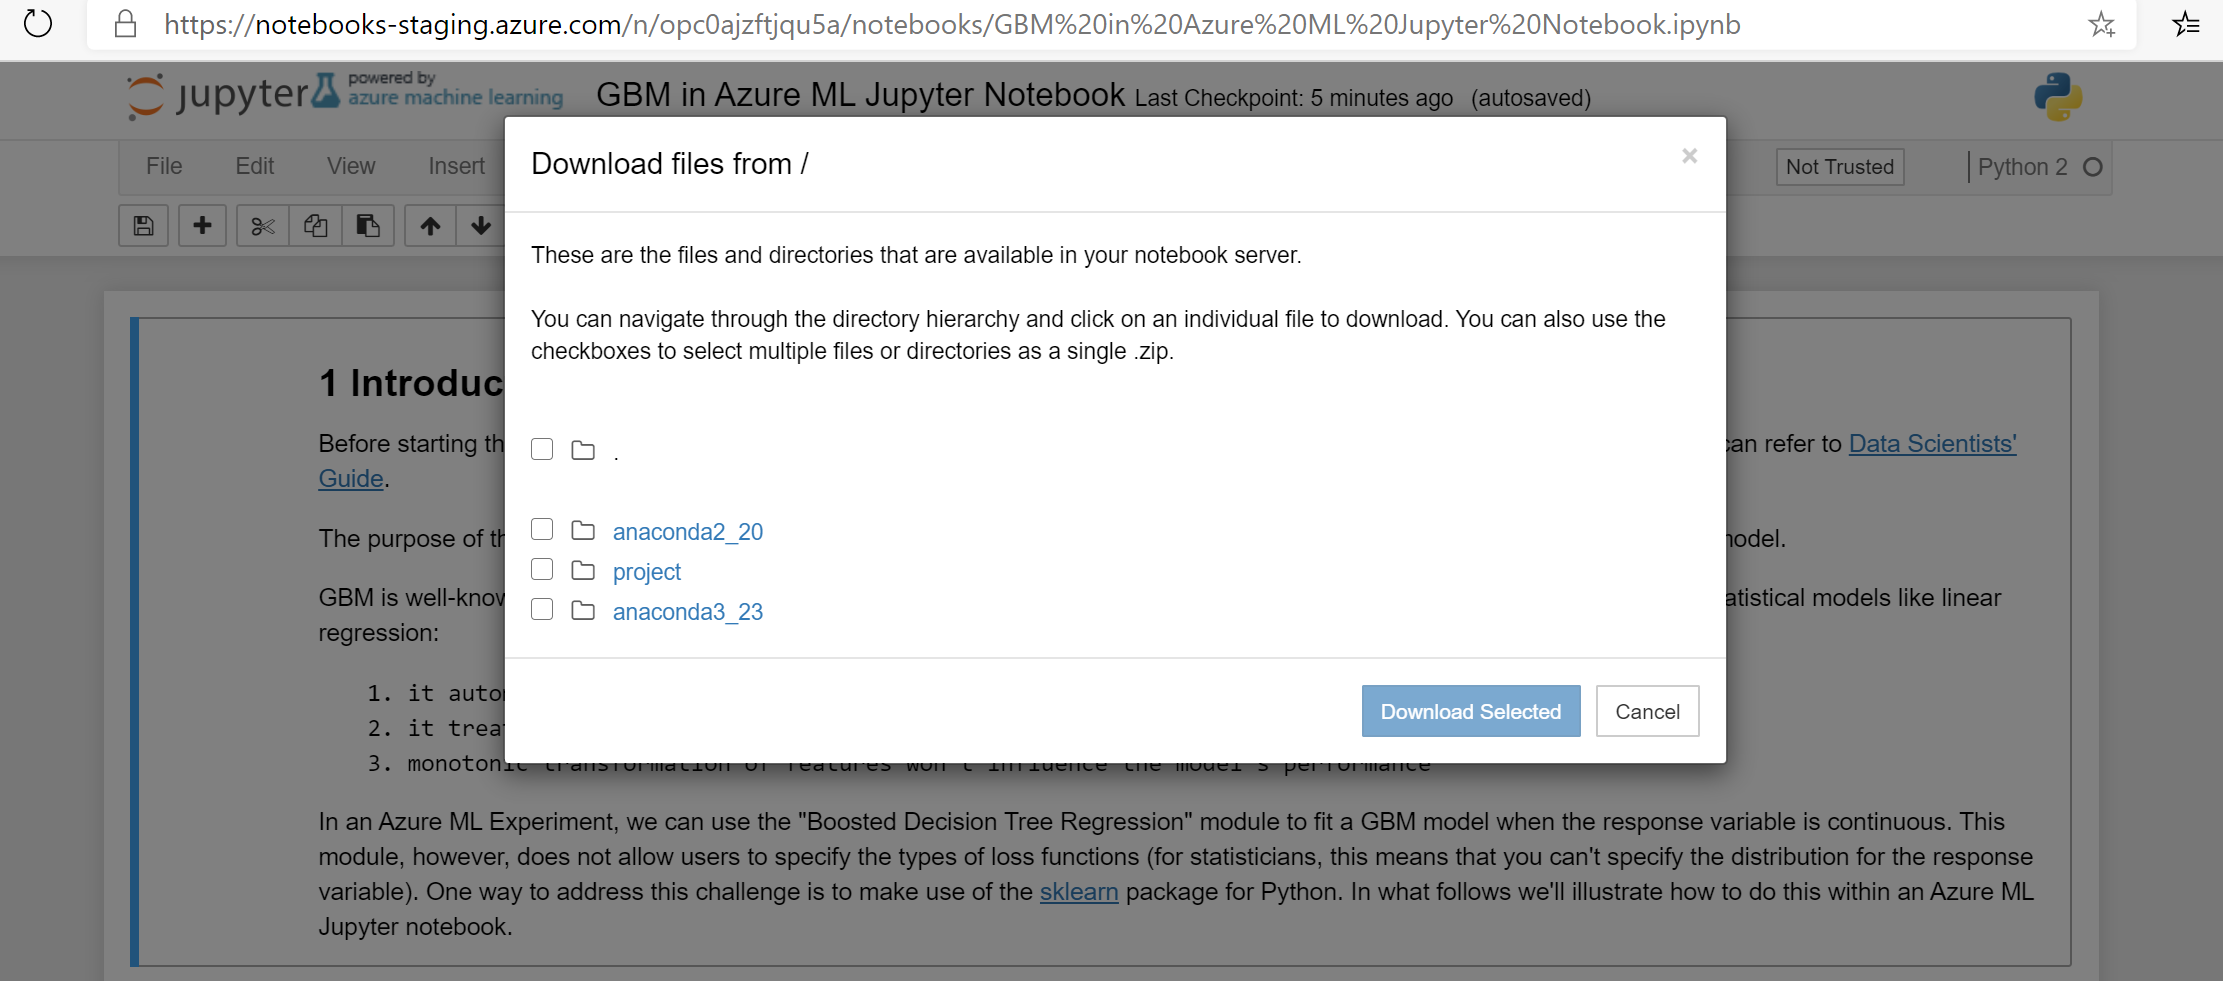 https://notebooks-staging.azure.com/n/opc0ajzftjqu5a/notebooks/GBM%20in%20Azure%20ML%20Jupyter%20Notebook.ipynb
jupyter powered by azure machine learning GBM in Azure ML Jupyter Notebook Last Checkpoint: 5 minutes ago (autosaved)
File Edit View Insert Not Trusted Python 2
Download files from /
×
These are the files and directories that are available in your notebook server.
You can navigate through the directory hierarchy and click on an individual file to download. You can also use the
checkboxes to select multiple files or directories as a single .zip.
.
anaconda2_20
project
anaconda3_23
Download Selected Cancel
1 Introduc
Before starting th can refer to Data Scientists'
Guide.
The purpose of th model.
GBM is well-know atistical models like linear
regression:
1. it auto
2. it trea
3. monotonic transformation of features won't influence the model's performance
In an Azure ML Experiment, we can use the "Boosted Decision Tree Regression" module to fit a GBM model when the response variable is continuous. This
module, however, does not allow users to specify the types of loss functions (for statisticians, this means that you can't specify the distribution for the response
variable). One way to address this challenge is to make use of the sklearn package for Python. In what follows we'll illustrate how to do this within an Azure ML
Jupyter notebook.